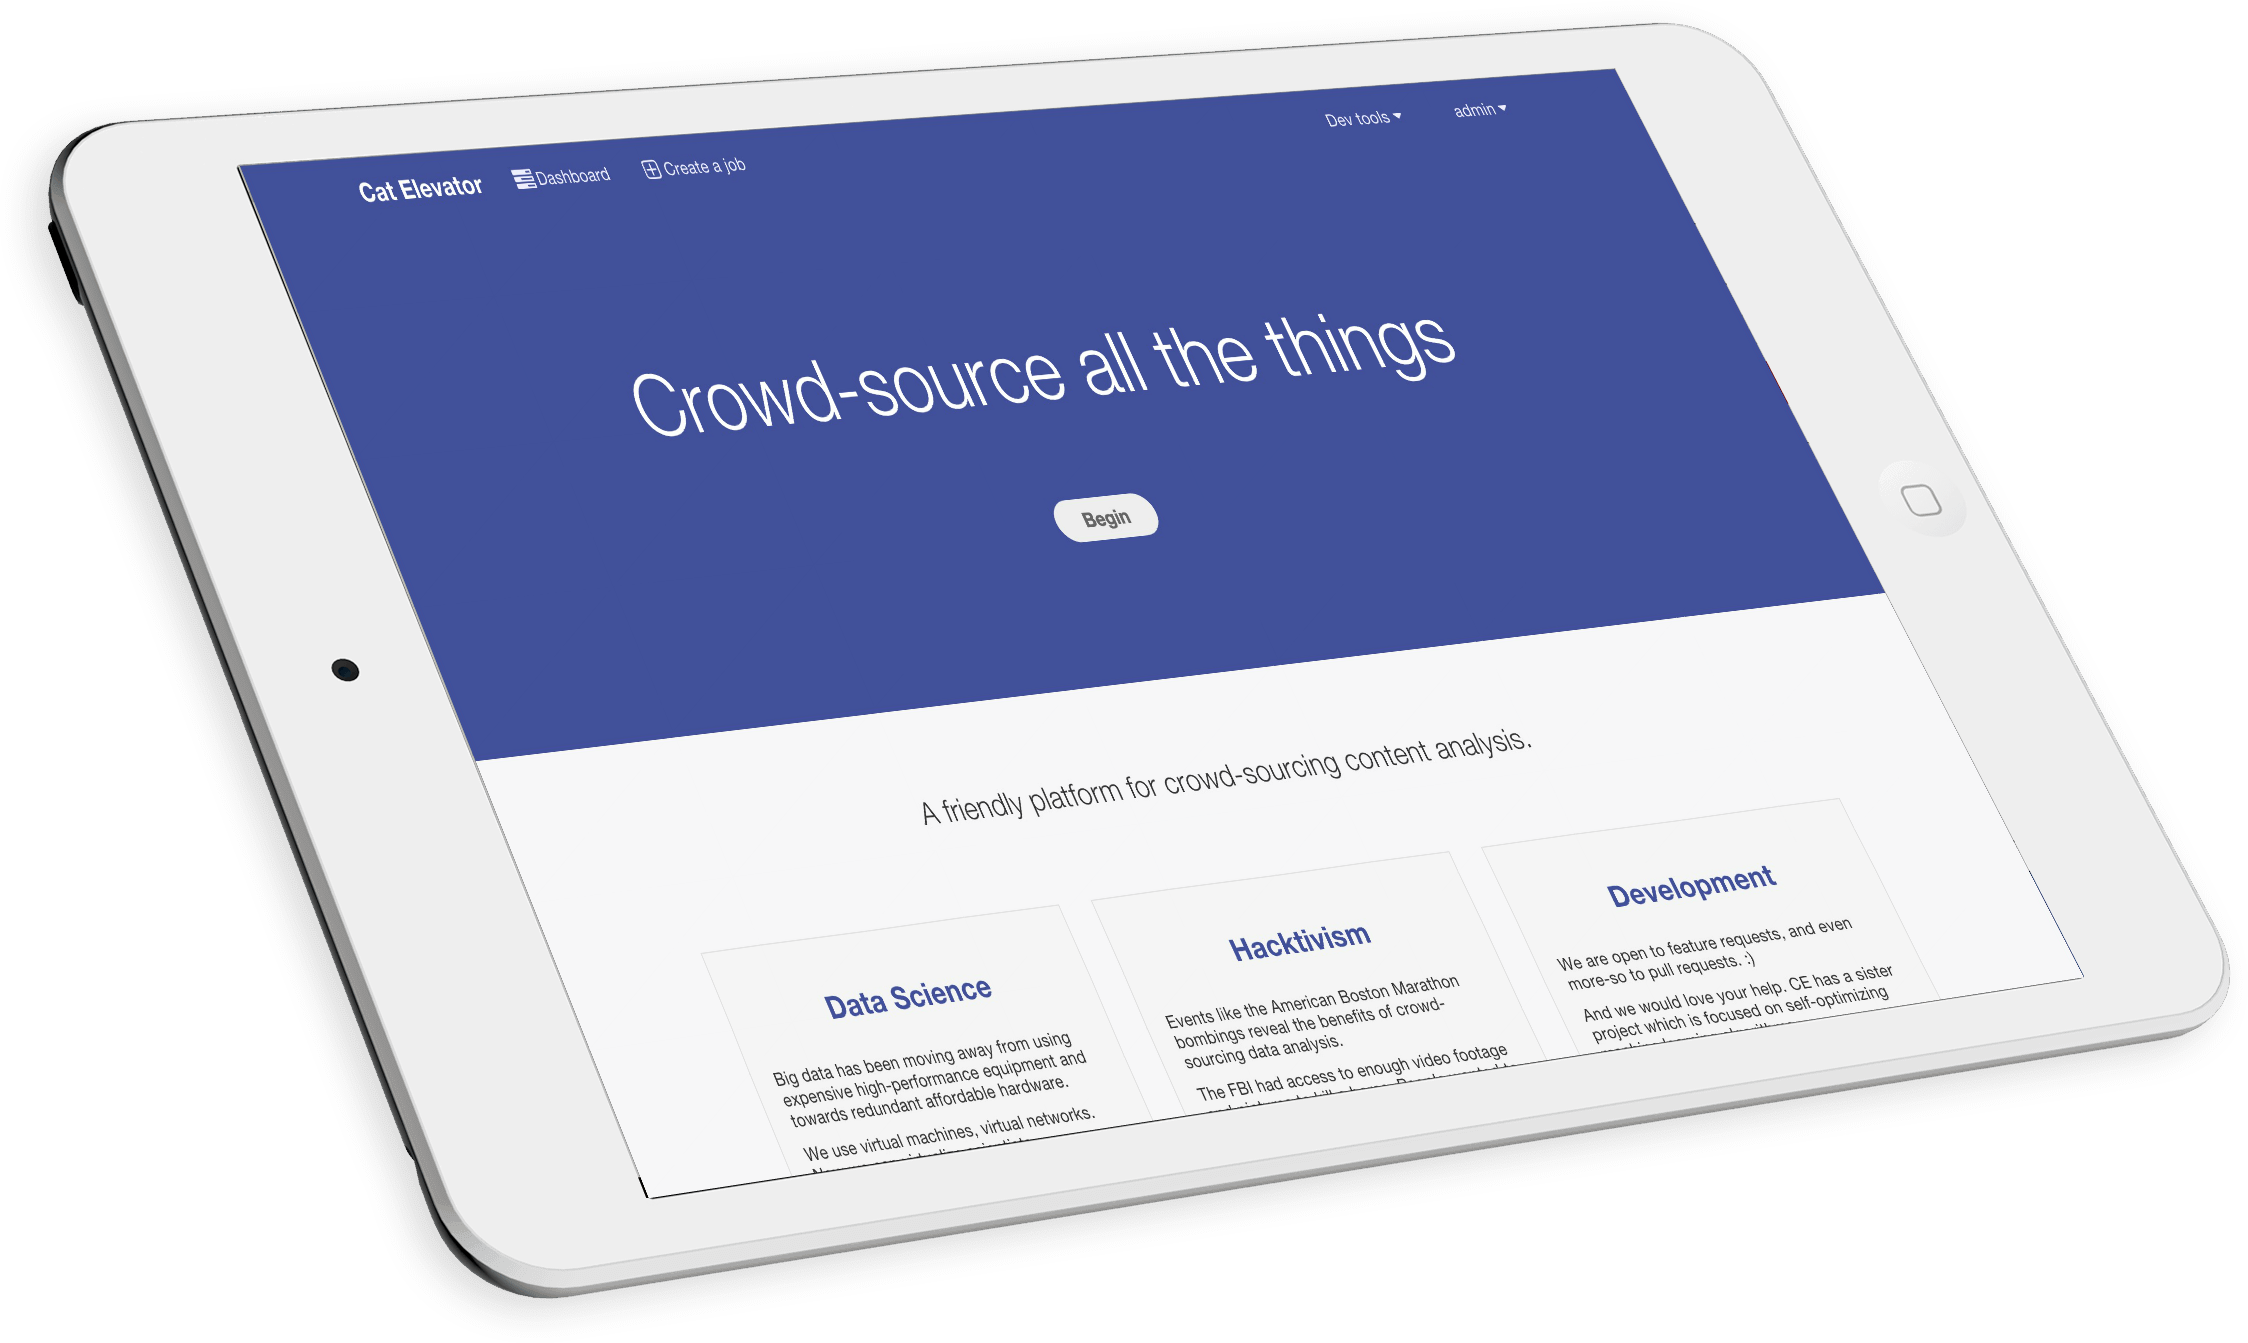 Cat Elevator
Dashboard
Create a job
Dev tools
admin
Crowd-source all the things
Begin
A friendly platform for crowd-sourcing content analysis.
Data Science
Big data has been moving away from using
expensive high-performance equipment and
towards redundant affordable hardware.
We use virtual machines, virtual networks.
Hacktivism
Events like the American Boston Marathon
bombings reveal the benefits of crowd-
sourcing data analysis.
The FBI had access to enough video footage
Development
We are open to feature requests, and even
more-so to pull requests. :)
And we would love your help. CE has a sister
project which is focused on self-optimizing